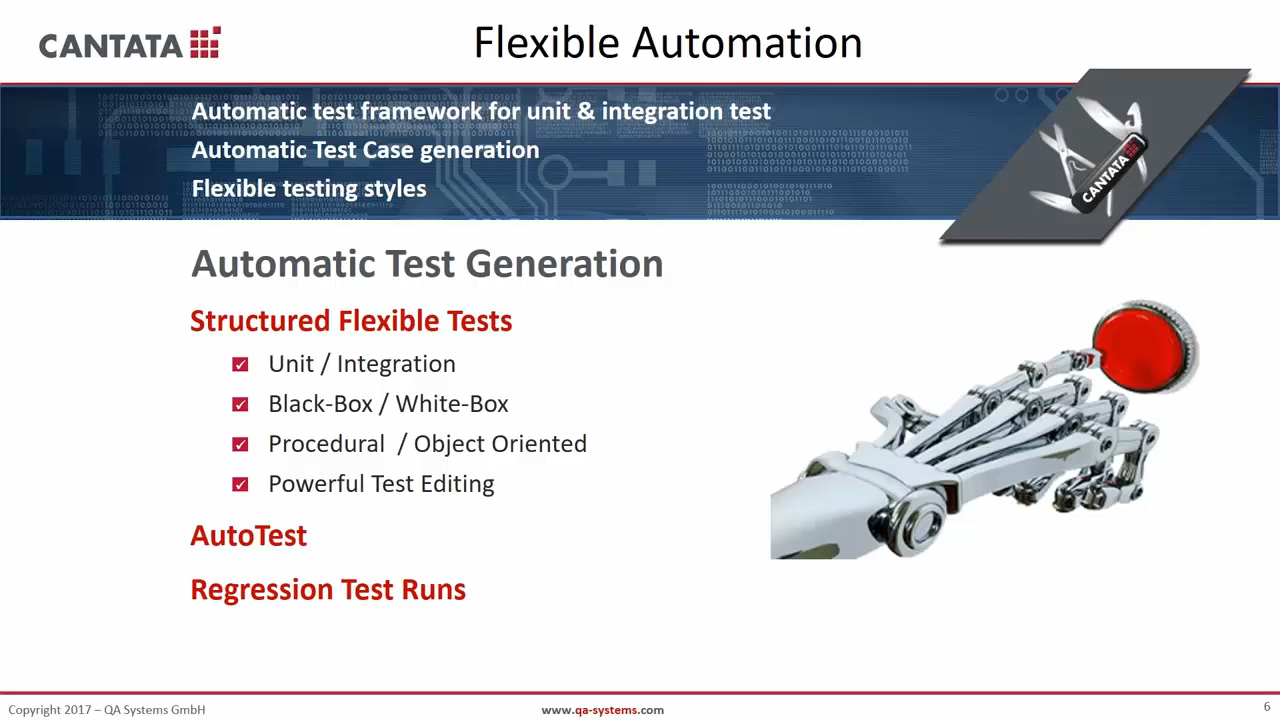 CANTATA
Flexible Automation
Automatic test framework for unit & integration test
Automatic Test Case generation
Flexible testing styles
CANTATA
Automatic Test Generation
Structured Flexible Tests
Unit / Integration
Black-Box / White-Box
Procedural / Object Oriented
Powerful Test Editing
AutoTest
Regression Test Runs
Copyright 2017 – QA Systems GmbH
www.qa-systems.com
6